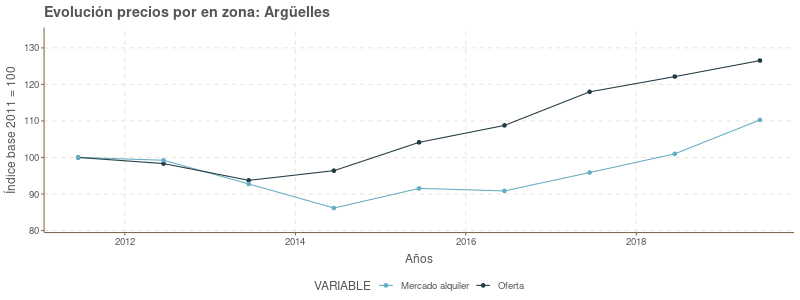 Evolución precios por en zona: Argüelles
Índice base 2011 = 100
130
120
110
100
90
80
2012 2014 2016 2018
Años
VARIABLE Mercado alquiler Oferta